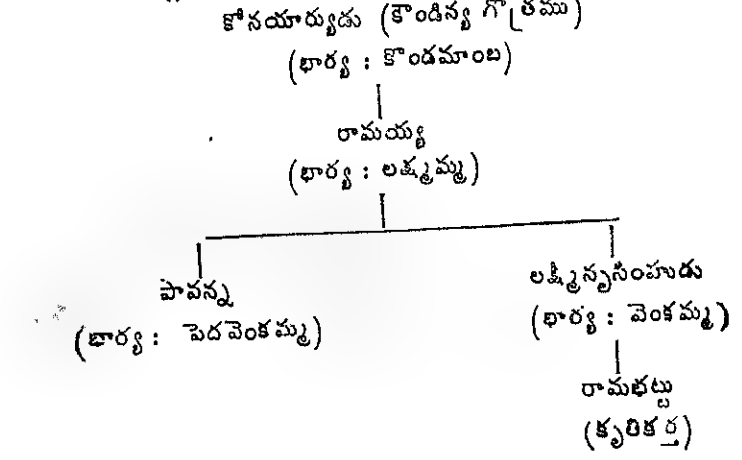 కోనయార్యుడు (కౌండిన్య గోత్రము)
(భార్య : కొండమాంబ)
రామయ్య
(భార్య : లక్ష్మమ్మ)
పావన్న
లక్ష్మీనృసింహుడు
(భార్య : పెదవెంకమ్మ)
(భార్య : వెంకమ్మ)
రామభట్టు
(కృతికర్త)